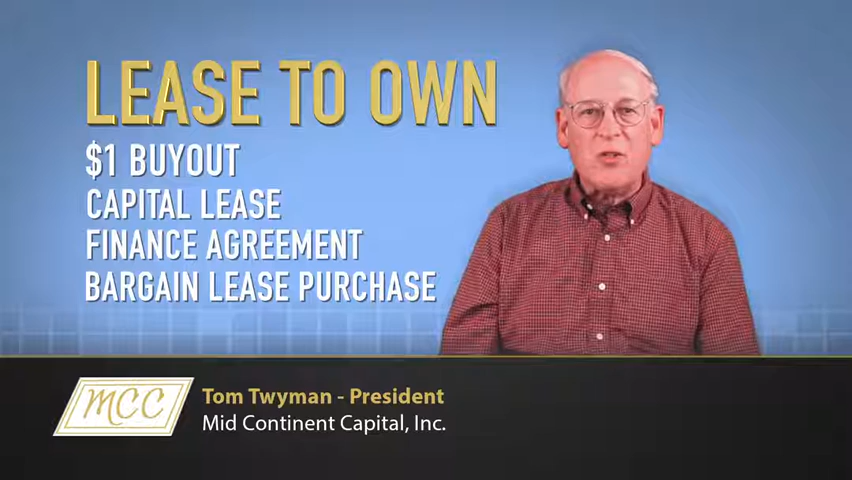 LEASE TO OWN
$1 BUYOUT
CAPITAL LEASE
FINANCE AGREEMENT
BARGAIN LEASE PURCHASE
MCC
Tom Twyman - President
Mid Continent Capital, Inc.